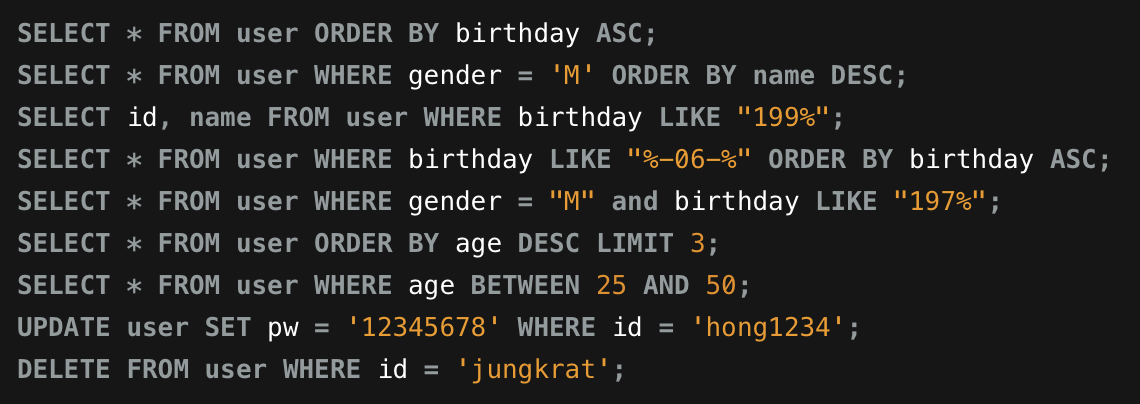 SELECT * FROM user ORDER BY birthday ASC;
SELECT * FROM user WHERE gender = 'M' ORDER BY name DESC;
SELECT id, name FROM user WHERE birthday LIKE "199%";
SELECT * FROM user WHERE birthday LIKE "%-06-%" ORDER BY birthday ASC;
SELECT * FROM user WHERE gender = "M" and birthday LIKE "197%";
SELECT * FROM user ORDER BY age DESC LIMIT 3;
SELECT * FROM user WHERE age BETWEEN 25 AND 50;
UPDATE user SET pw = '12345678' WHERE id = 'hong1234';
DELETE FROM user WHERE id = 'jungkrat';